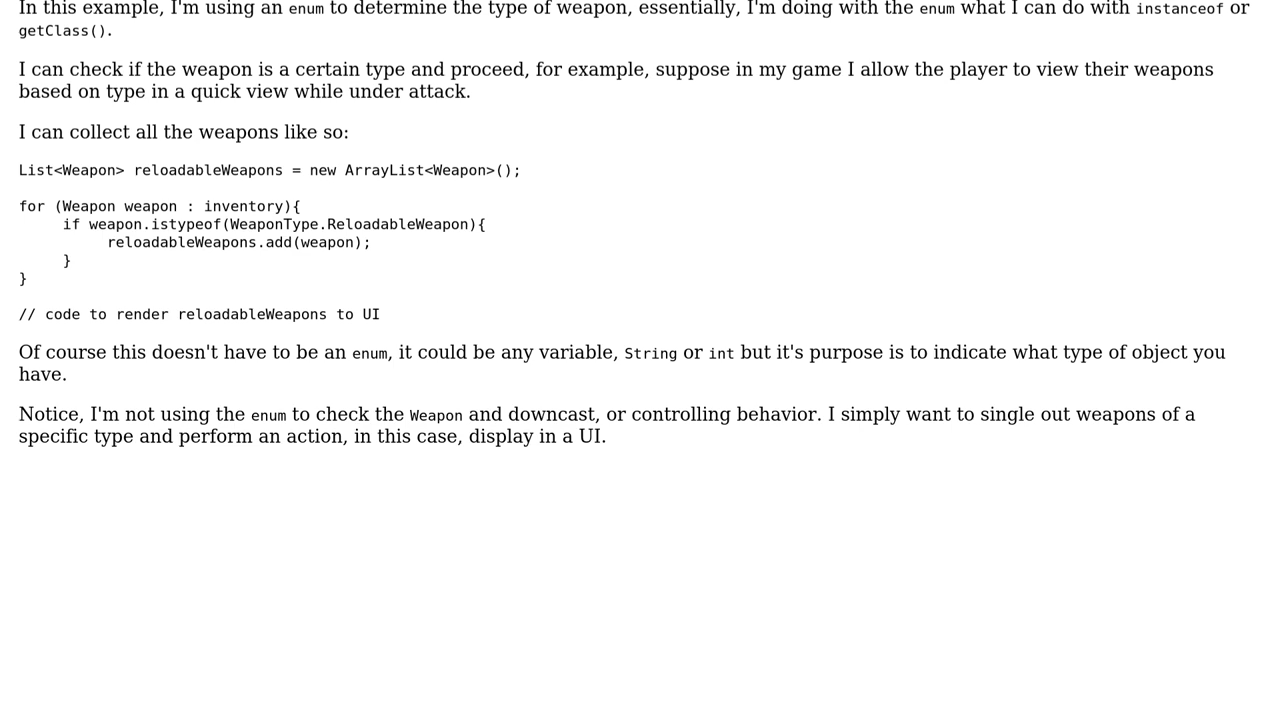 In this example, I'm using an enum to determine the type of weapon, essentially, I'm doing with the enum what I can do with instanceof or
getClass().
I can check if the weapon is a certain type and proceed, for example, suppose in my game I allow the player to view their weapons
based on type in a quick view while under attack.
I can collect all the weapons like so:
List<Weapon> reloadableWeapons = new ArrayList<Weapon>();
for (Weapon weapon : inventory){
     if weapon.istypeof(WeaponType.ReloadableWeapon){
          reloadableWeapons.add(weapon);
     }
}
// code to render reloadableWeapons to UI
Of course this doesn't have to be an enum, it could be any variable, String or int but it's purpose is to indicate what type of object you
have.
Notice, I'm not using the enum to check the Weapon and downcast, or controlling behavior. I simply want to single out weapons of a
specific type and perform an action, in this case, display in a UI.